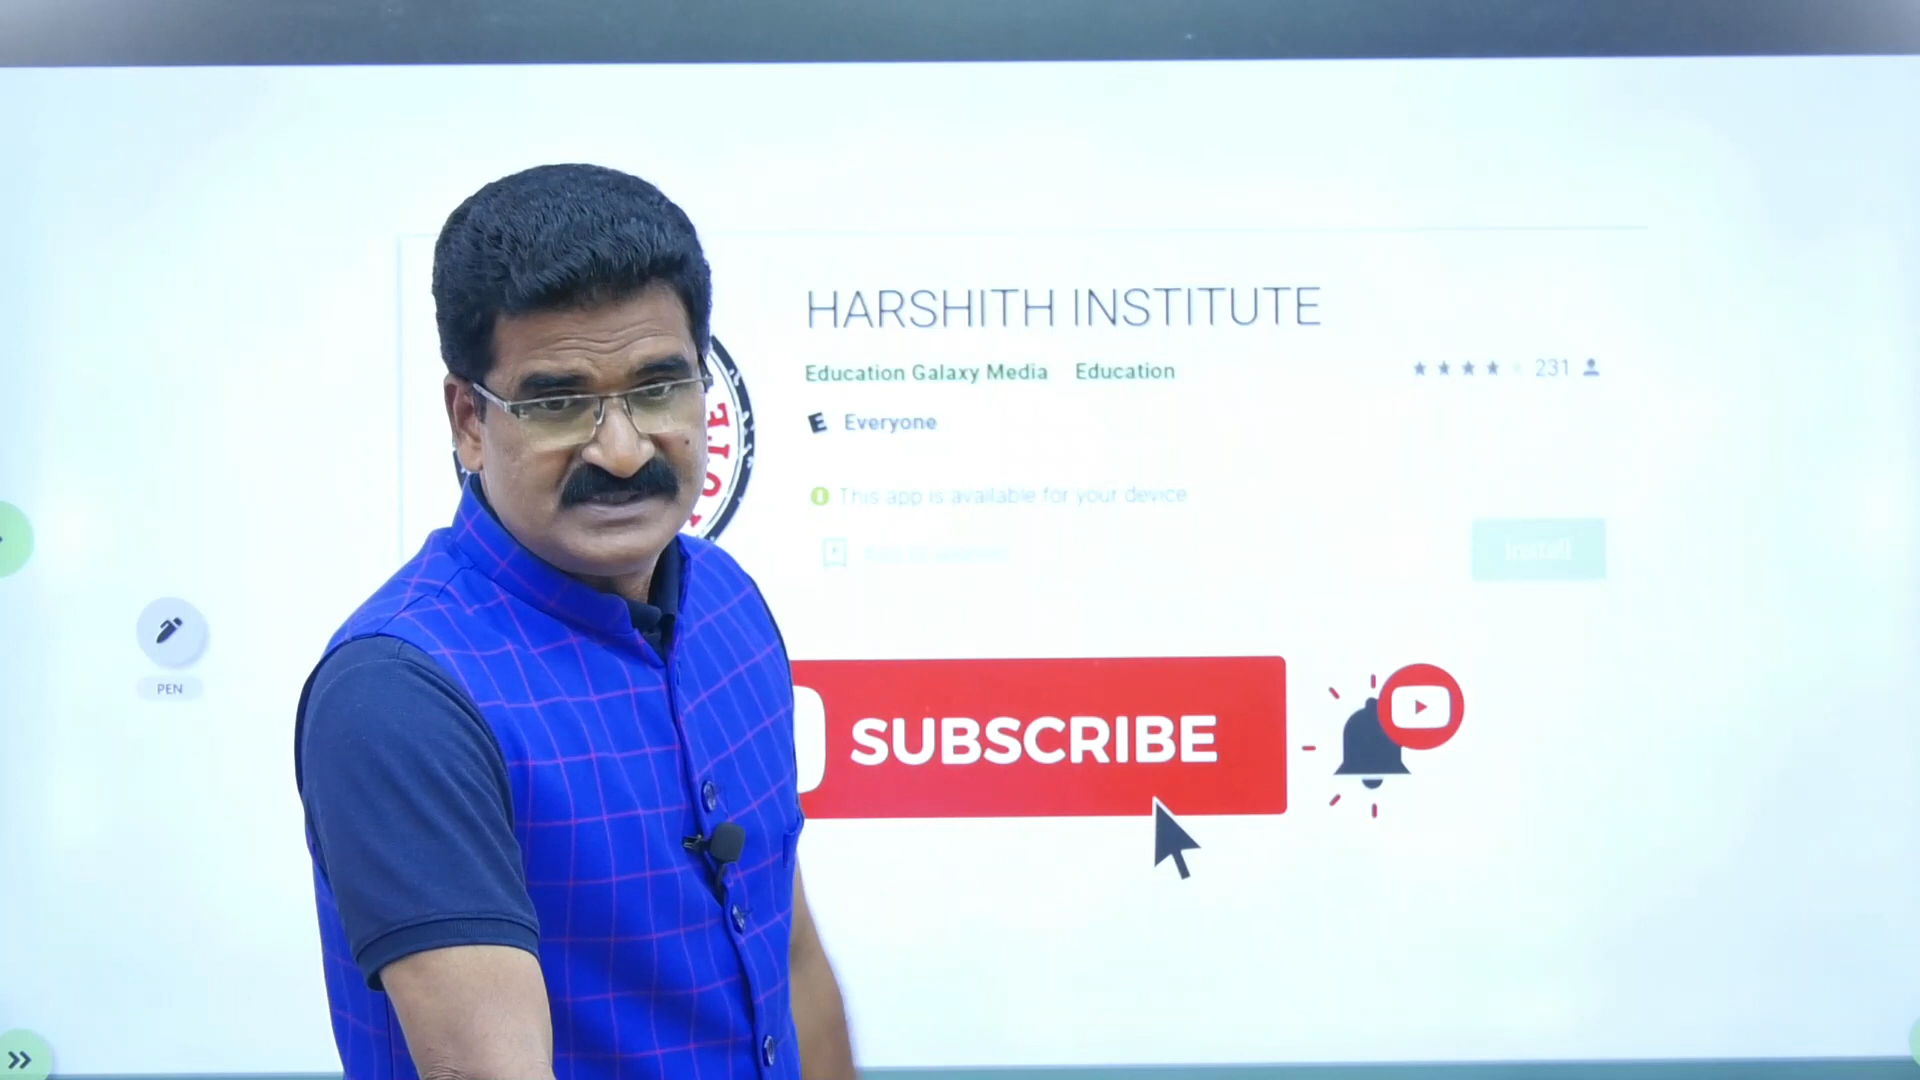 HARSHITH INSTITUTE
Education Galaxy Media Education
231
E Everyone
This app is available for your device
Install
PEN
SUBSCRIBE